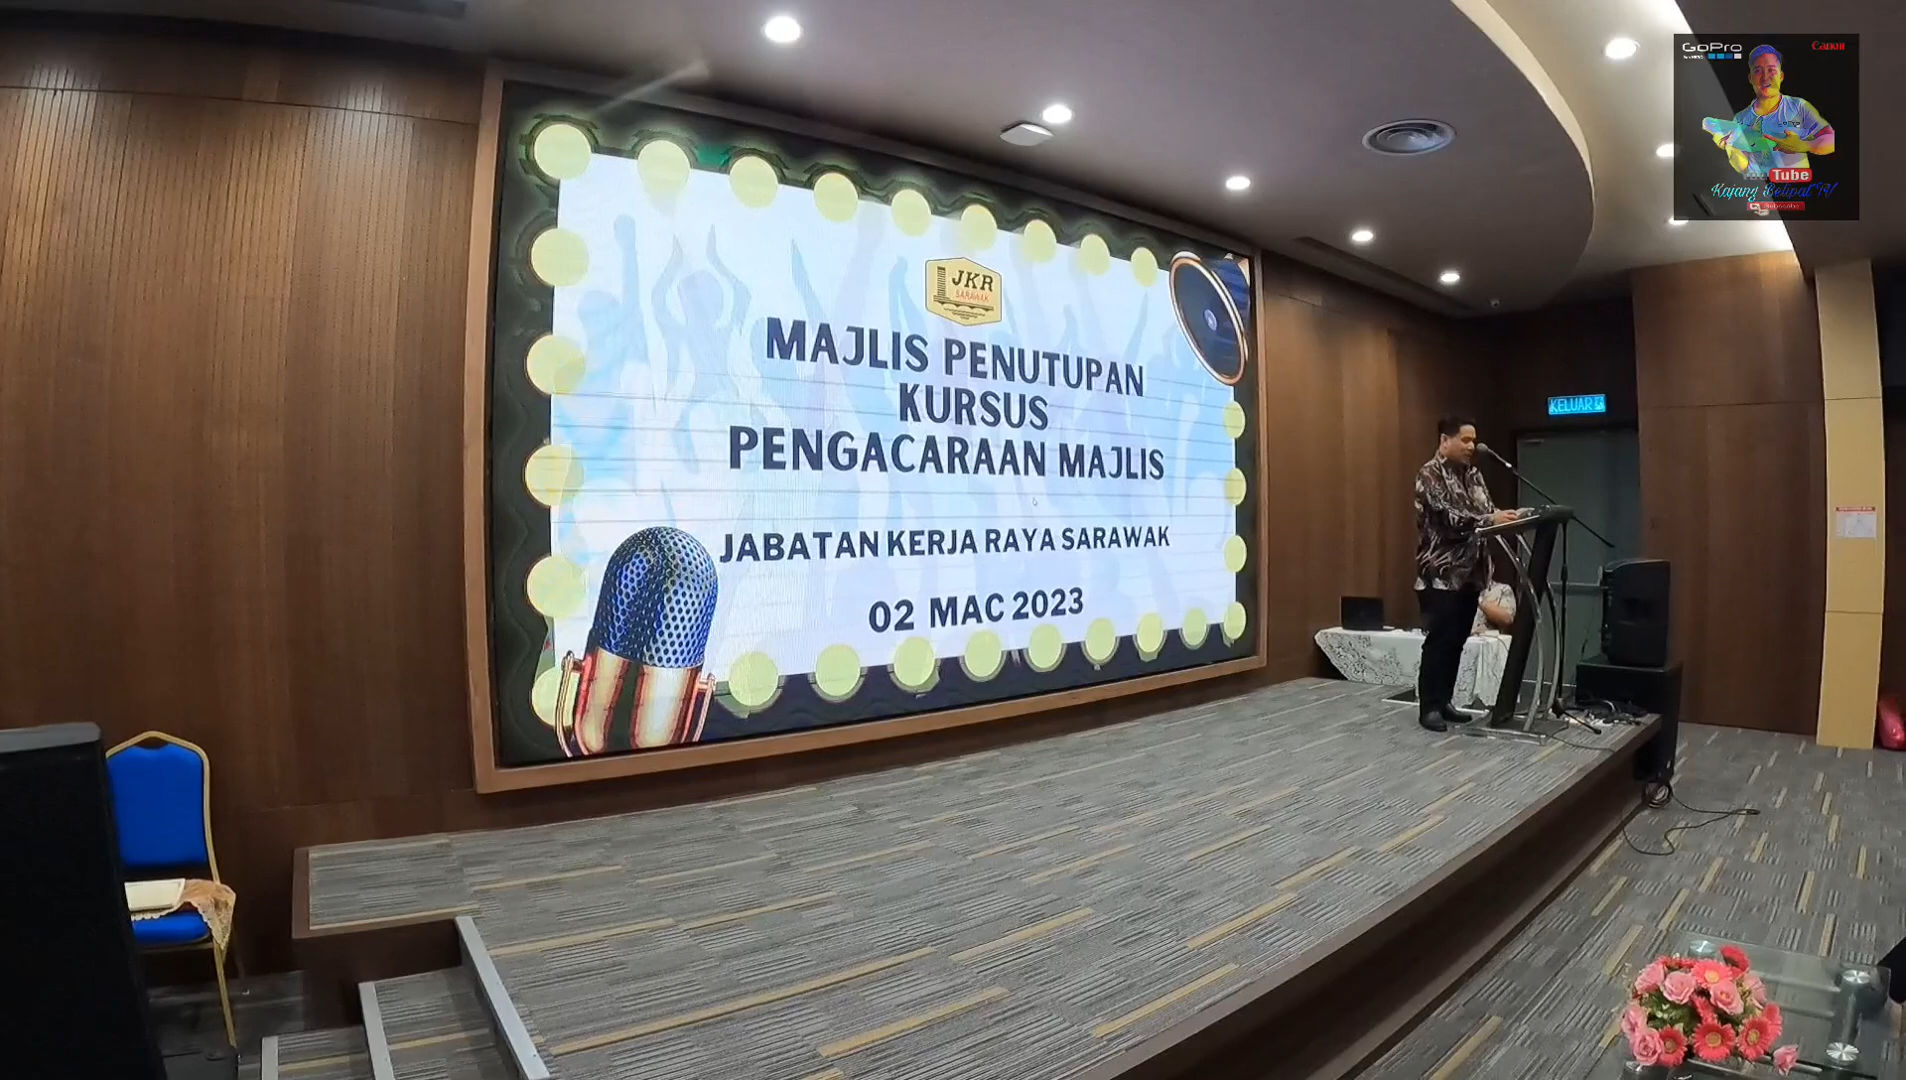 GoPro
Canon
Tube
Kajang Belipat TV
Subscribe
JKR
SARAWAK
MAJLIS PENUTUPAN
KURSUS
PENGACARAAN MAJLIS
JABATAN KERJA RAYA SARAWAK
02 MAC 2023
KELUAR